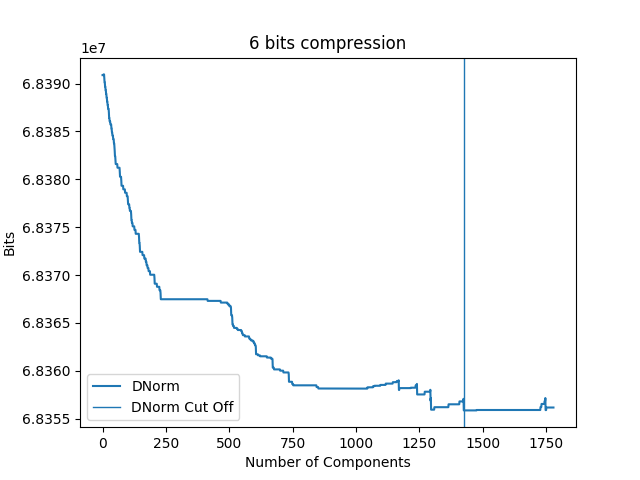 6 bits compression
1e7
6.8390
6.8385
6.8380
6.8375
6.8370
6.8365
6.8360
6.8355
Bits
DNorm
DNorm Cut Off
0 250 500 750 1000 1250 1500 1750
Number of Components